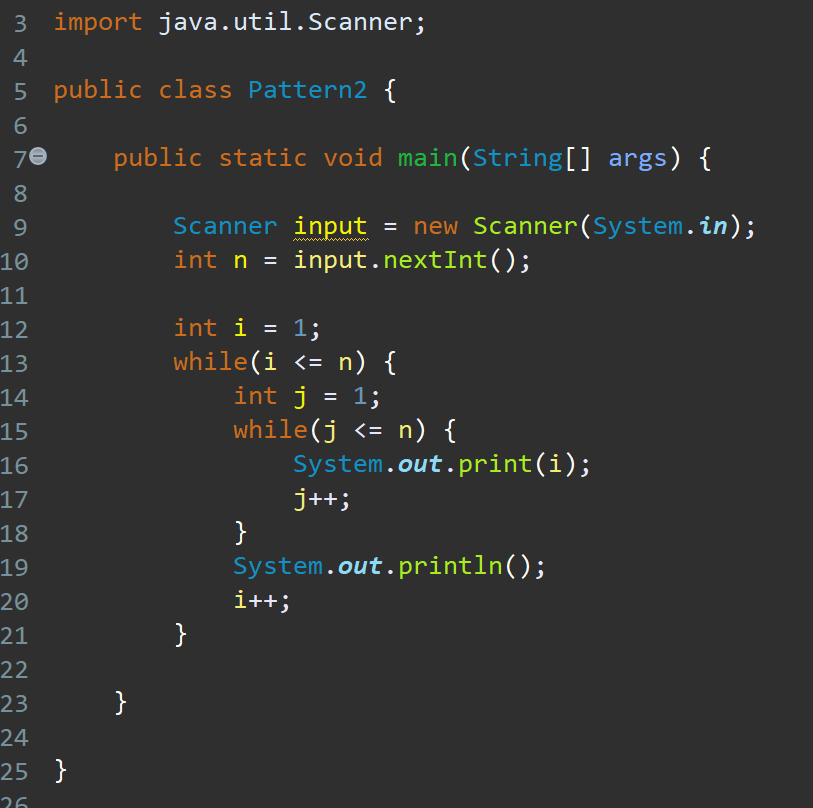 3 import java.util.Scanner;
4
5 public class Pattern2 {
6
7 public static void main(String[] args) {
8
9 Scanner input = new Scanner(System.in);
10 int n = input.nextInt();
11
12 int i = 1;
13 while(i <= n) {
14 int j = 1;
15 while(j <= n) {
16 System.out.print(i);
17 j++;
18 }
19 System.out.println();
20 i++;
21 }
22
23 }
24
25 }
26